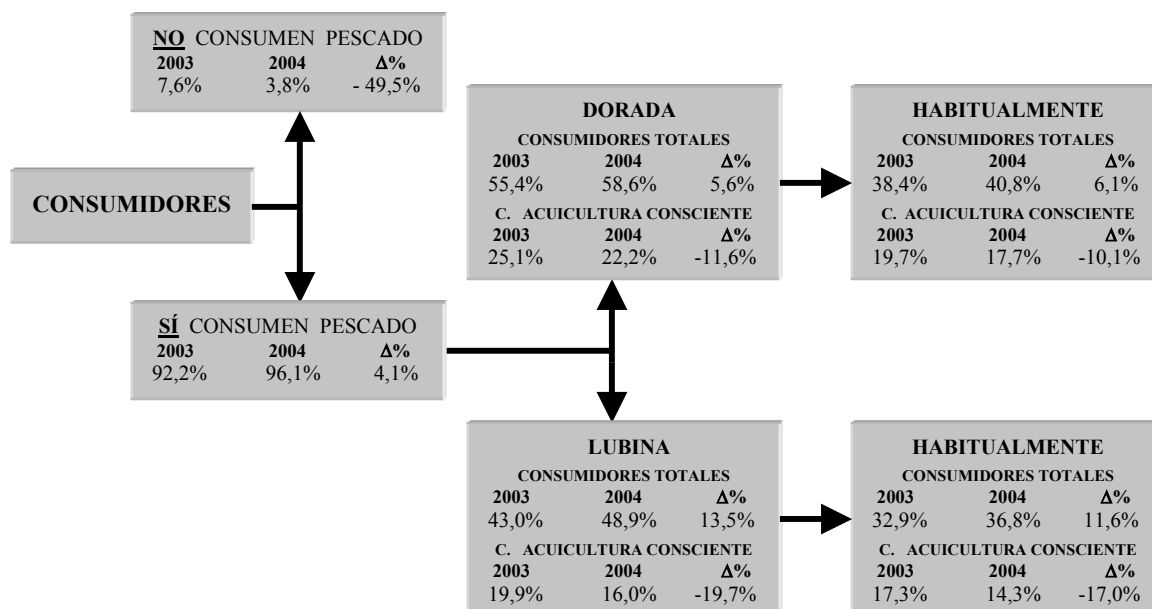 NO CONSUMEN PESCADO
2003 2004 Δ%
7,6% 3,8% - 49,5%
CONSUMIDORES
SÍ CONSUMEN PESCADO
2003 2004 Δ%
92,2% 96,1% 4,1%
DORADA
CONSUMIDORES TOTALES
2003 2004 Δ%
55,4% 58,6% 5,6%
C. ACUICULTURA CONSCIENTE
2003 2004 Δ%
25,1% 22,2% -11,6%
HABITUALMENTE
CONSUMIDORES TOTALES
2003 2004 Δ%
38,4% 40,8% 6,1%
C. ACUICULTURA CONSCIENTE
2003 2004 Δ%
19,7% 17,7% -10,1%
LUBINA
CONSUMIDORES TOTALES
2003 2004 Δ%
43,0% 48,9% 13,5%
C. ACUICULTURA CONSCIENTE
2003 2004 Δ%
19,9% 16,0% -19,7%
HABITUALMENTE
CONSUMIDORES TOTALES
2003 2004 Δ%
32,9% 36,8% 11,6%
C. ACUICULTURA CONSCIENTE
2003 2004 Δ%
17,3% 14,3% -17,0%